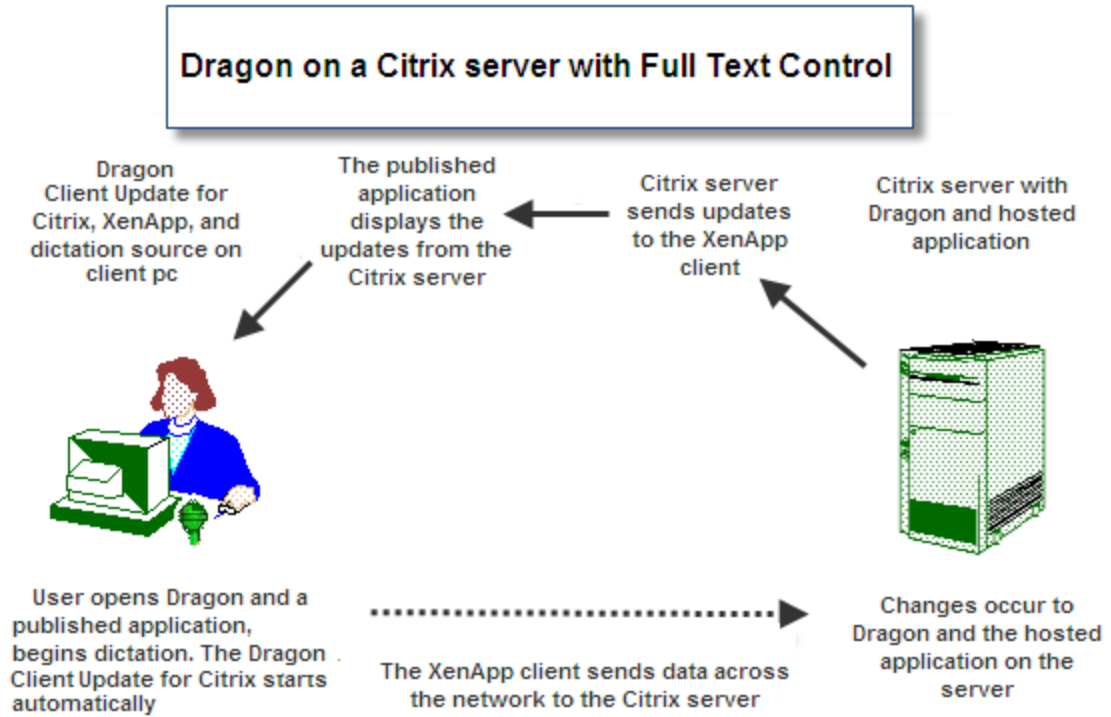 Dragon on a Citrix server with Full Text Control
Dragon
Client Update for
Citrix, XenApp, and
dictation source on
client pc
The published
application
displays the
updates from the
Citrix server
Citrix server
sends updates
to the XenApp
client
Citrix server with
Dragon and hosted
application
User opens Dragon and a
published application,
begins dictation. The Dragon
Client Update for Citrix starts
automatically
The XenApp client sends data across
the network to the Citrix server
Changes occur to
Dragon and the hosted
application on the
server